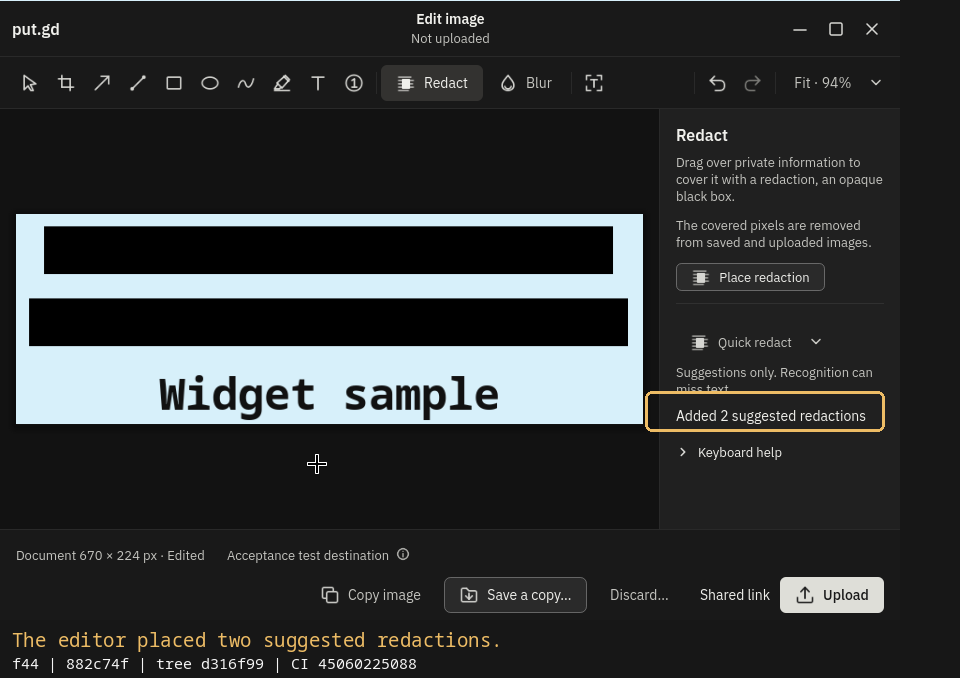 put.gd
Edit image
Not uploaded
Redact
Blur
Fit · 94%
Redact
Drag over private information to
cover it with a redaction, an opaque
black box.
The covered pixels are removed
from saved and uploaded images.
Place redaction
Quick redact
Suggestions only. Recognition can
miss text.
Added 2 suggested redactions
Keyboard help
Widget sample
Document 670 × 224 px · Edited
Acceptance test destination
Copy image
Save a copy...
Discard...
Shared link
Upload
The editor placed two suggested redactions.
f44 | 882c74f | tree d316f99 | CI 45060225088